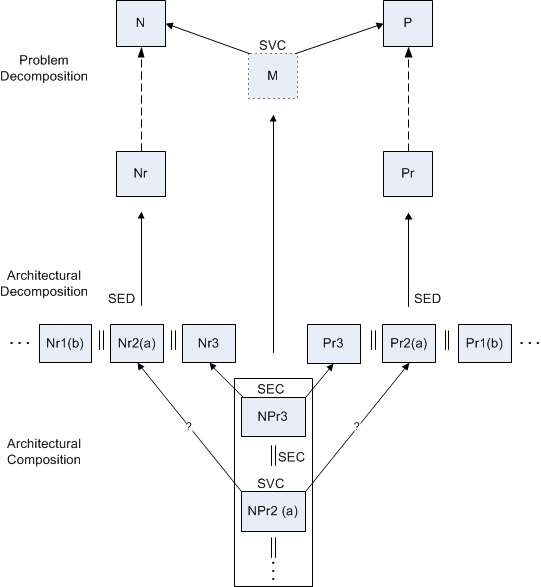 N
P
SVC
M
Problem
Decomposition
Nr
Pr
Architectural
Decomposition
SED
SED
. . .
Nr1(b)
Nr2(a)
Nr3
Pr3
Pr2(a)
Pr1(b)
. . .
SEC
NPr3
?
?
Architectural
Composition
SEC
SVC
NPr2 (a)